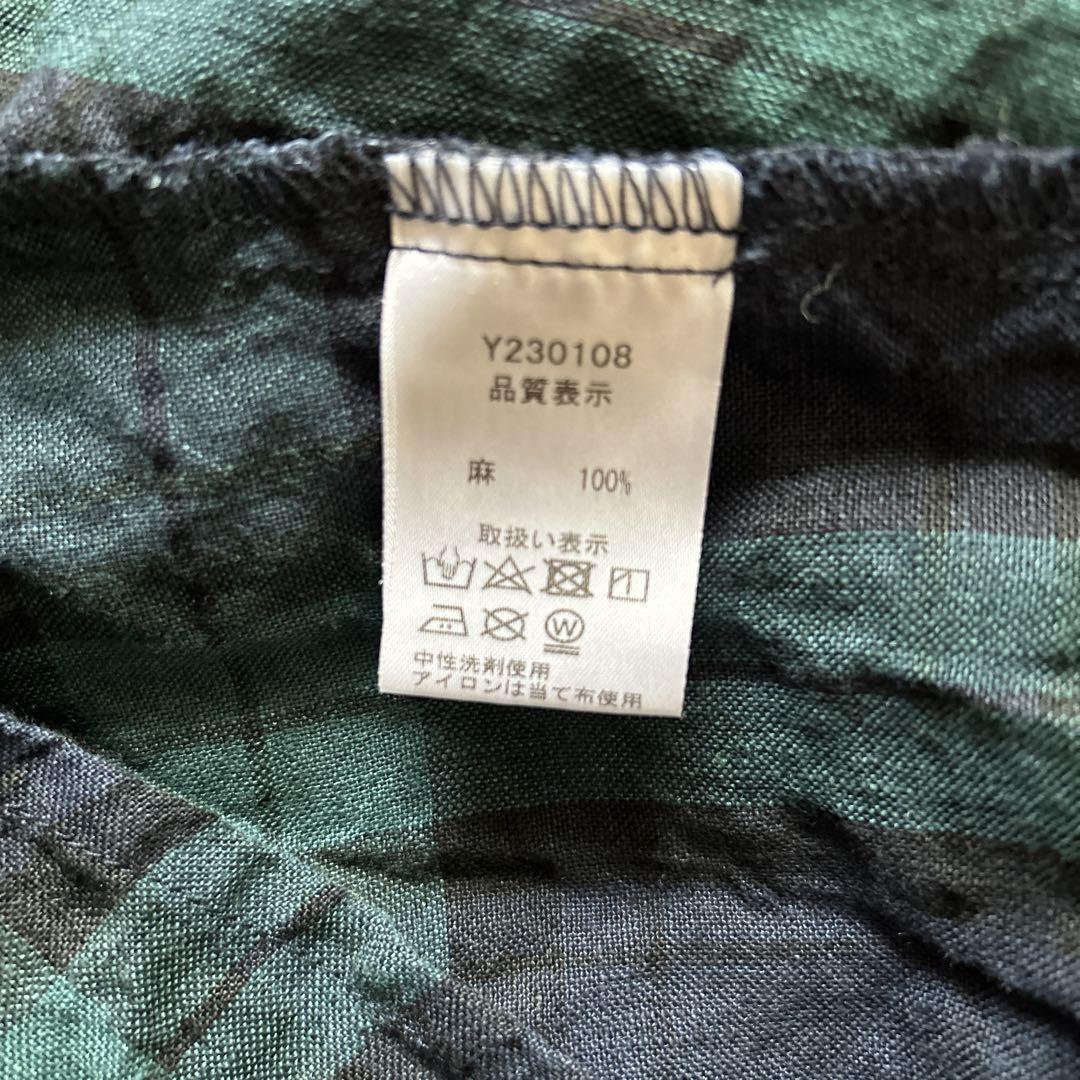 Y230108
品質表示
麻 100%
取扱い表示
W
中性洗剤使用
アイロンは当て布使用